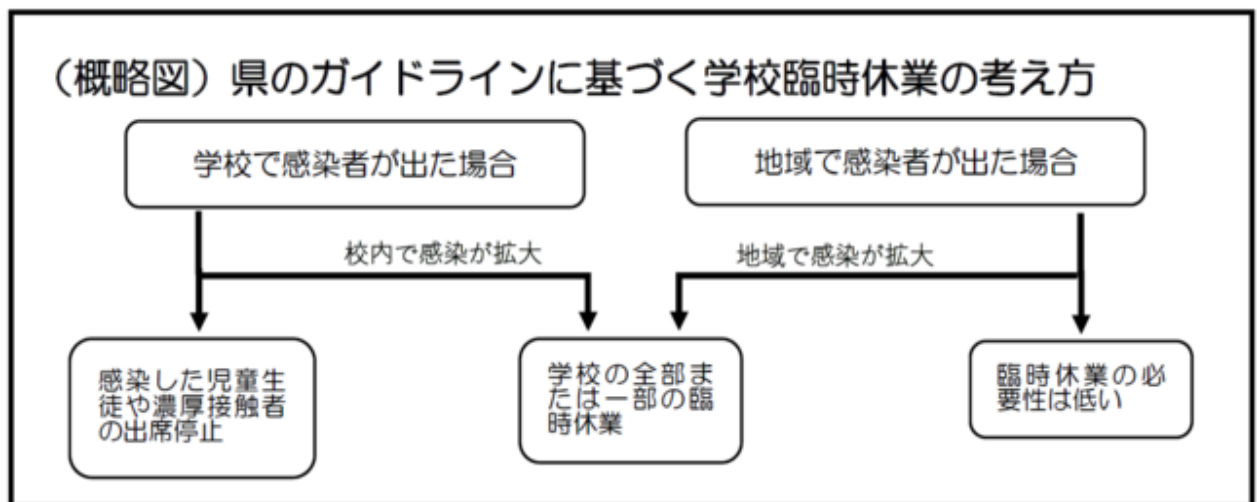 （概略図）県のガイドラインに基づく学校臨時休業の考え方
学校で感染者が出た場合
地域で感染者が出た場合
校内で感染が拡大
地域で感染が拡大
感染した児童生
徒や濃厚接触者
の出席停止
学校の全部ま
たは一部の臨
時休業
臨時休業の必
要性は低い